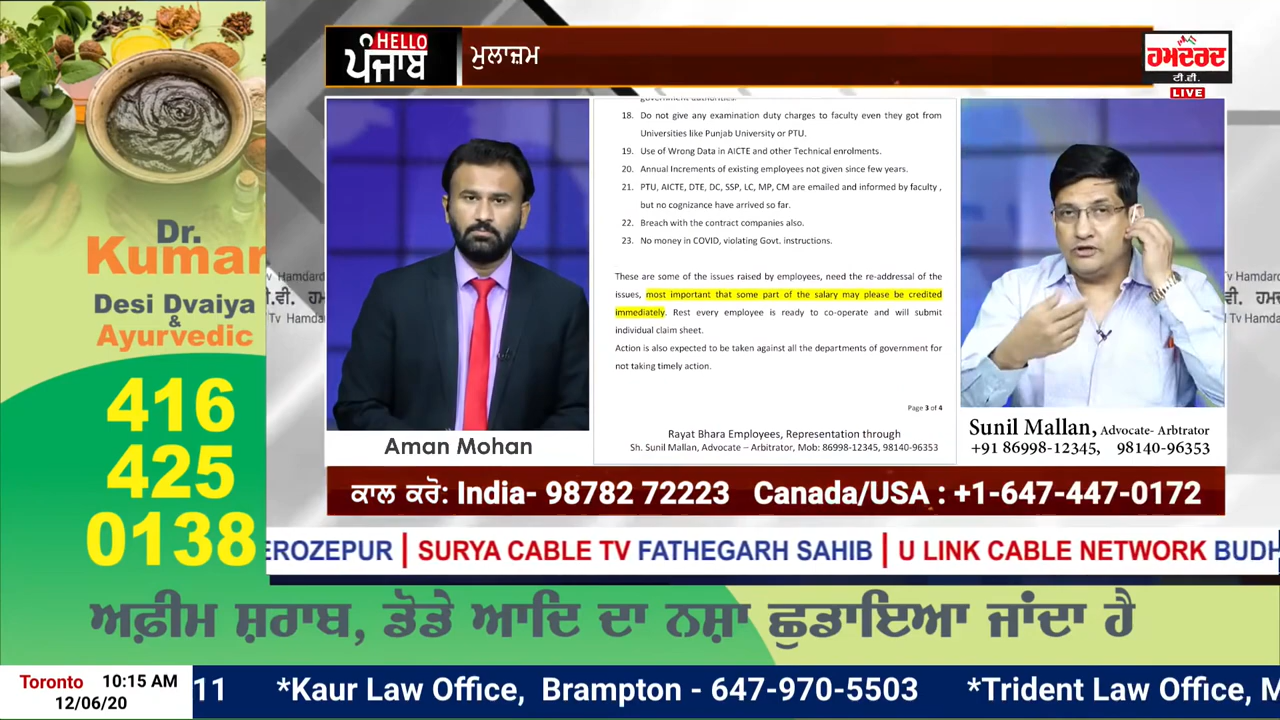 HELLO
ਪੰਜਾਬ
ਮੁਲਾਜ਼ਮ
ਹਮਦਰਦ
ਟੀ.ਵੀ.
LIVE
government authorities.
18. Do not give any examination duty charges to faculty even they got from
Universities like Punjab University or PTU.
19. Use of Wrong Data in AICTE and other Technical enrolments.
20. Annual Increments of existing employees not given since few years.
21. PTU, AICTE, DTE, DC, SSP, LC, MP, CM are emailed and informed by faculty ,
but no cognizance have arrived so far.
22. Breach with the contract companies also.
23. No money in COVID, violating Govt. instructions.
These are some of the issues raised by employees, need the re-addressal of the
issues, most important that some part of the salary may please be credited
immediately. Rest every employee is ready to co-operate and will submit
individual claim sheet.
Action is also expected to be taken against all the departments of government for
not taking timely action.
Page 3 of 4
Rayat Bhara Employees, Representation through
Sh. Sunil Mallan, Advocate – Arbitrator, Mob: 86998-12345, 98140-96353
Aman Mohan
Sunil Mallan, Advocate- Arbtrator
+91 86998-12345, 98140-96353
Dr.
Kumar
Desi Dvaiya
&
Ayurvedic
416
425
0138
Tv Hamdard
ਟੀ.ਵੀ. ਹਮ
Tv Hamda
ਕਾਲ ਕਰੋ: India- 98782 72223 Canada/USA : +1-647-447-0172
EROZEPUR | SURYA CABLE TV FATHEGARH SAHIB | U LINK CABLE NETWORK BUDH
ਅਫ਼ੀਮ ਸ਼ਰਾਬ, ਡੋਡੇ ਆਦਿ ਦਾ ਨਸ਼ਾ ਛੁਡਾਇਆ ਜਾਂਦਾ ਹੈ
Toronto 10:15 AM
12/06/20
11 *Kaur Law Office, Brampton - 647-970-5503 *Trident Law Office, M